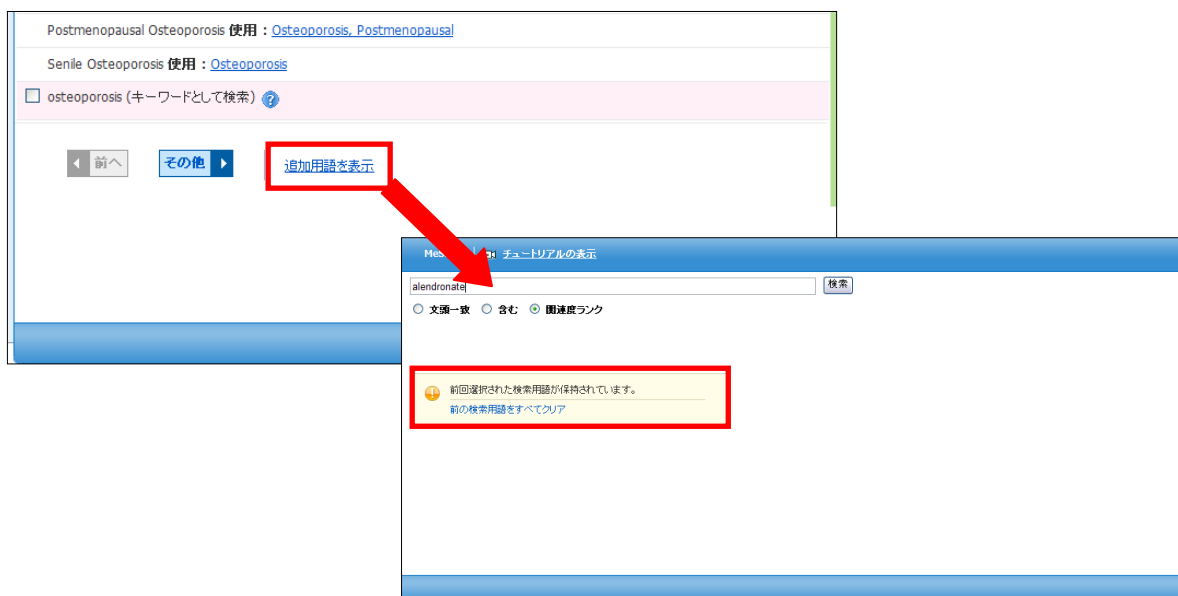 Postmenopausal Osteoporosis 使用：Osteoporosis, Postmenopausal
Senile Osteoporosis 使用：Osteoporosis
osteoporosis (キーワードとして検索) ?
前へ その他 追加用語を表示
チュートリアルの表示
alendronate 検索
文頭一致 含む 関連度ランク
前回選択された検索用語が保持されています。
前の検索用語をすべてクリア